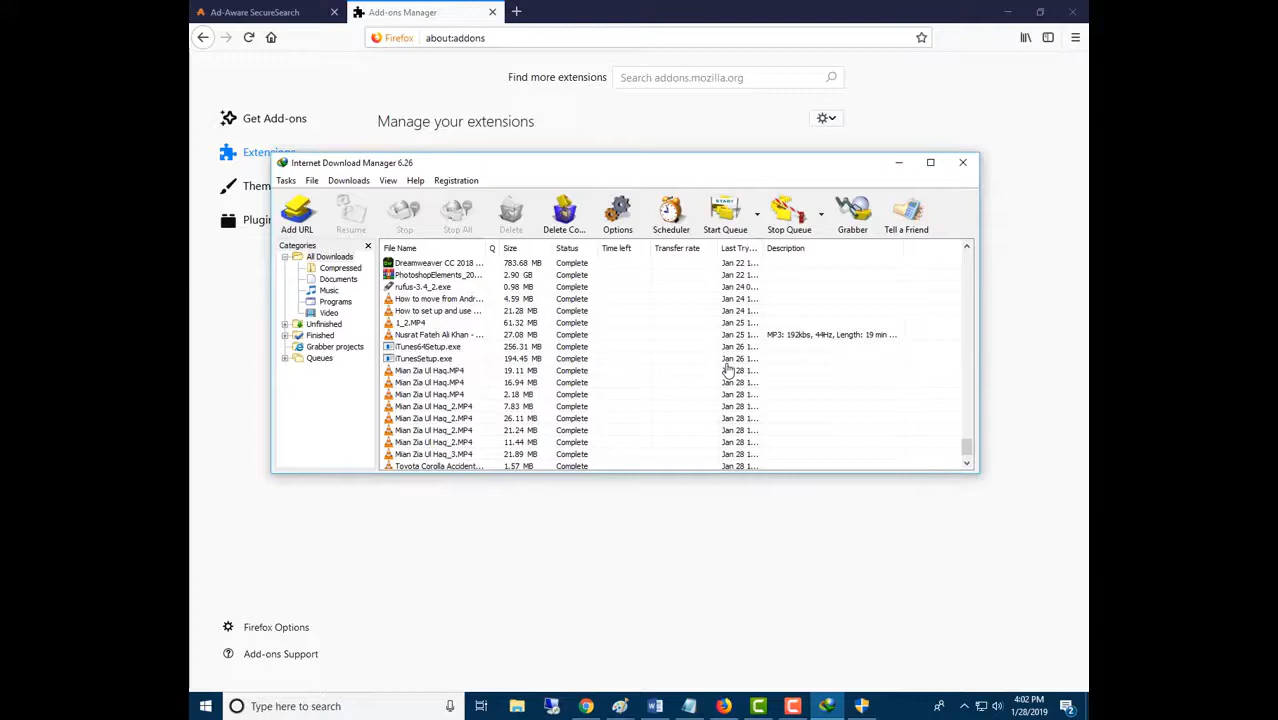 Ad-Aware SecureSearch
Add-ons Manager
Firefox about:addons
Find more extensions
Search addons.mozilla.org
Get Add-ons
Manage your extensions
Extensions
Internet Download Manager 6.26
Tasks File Downloads View Help Registration
Them
Plugin
Add URL Resume Stop Stop All Delete Delete Co... Options Scheduler Start Queue Stop Queue Grabber Tell a Friend
Categories
All Downloads
Compressed
Documents
Music
Programs
Video
Unfinished
Finished
Grabber projects
Queues
File Name Q Size Status Time left Transfer rate Last Try... Description
Dreamweaver CC 2018 ... 783.68 MB Complete Jan 22 1...
PhotoshopElements_20... 2.90 GB Complete Jan 22 1...
rufus-3.4_2.exe 0.98 MB Complete Jan 24 0...
How to move from Andr... 4.59 MB Complete Jan 24 1...
How to set up and use ... 21.28 MB Complete Jan 24 1...
1_2.MP4 61.32 MB Complete Jan 25 1...
Nusrat Fateh Ali Khan - ... 27.08 MB Complete Jan 25 1... MP3: 192kbs, 44Hz, Length: 19 min ...
iTunes64Setup.exe 256.31 MB Complete Jan 26 1...
iTunesSetup.exe 194.45 MB Complete Jan 26 1...
Mian Zia Ul Haq.MP4 19.11 MB Complete Jan 28 1...
Mian Zia Ul Haq.MP4 16.94 MB Complete Jan 28 1...
Mian Zia Ul Haq.MP4 2.18 MB Complete Jan 28 1...
Mian Zia Ul Haq_2.MP4 7.83 MB Complete Jan 28 1...
Mian Zia Ul Haq_2.MP4 26.11 MB Complete Jan 28 1...
Mian Zia Ul Haq_2.MP4 21.24 MB Complete Jan 28 1...
Mian Zia Ul Haq_2.MP4 11.44 MB Complete Jan 28 1...
Mian Zia Ul Haq_3.MP4 21.89 MB Complete Jan 28 1...
Toyota Corolla Accident... 1.57 MB Complete Jan 28 1...
Firefox Options
Add-ons Support
Type here to search
4:02 PM
1/28/2019
2